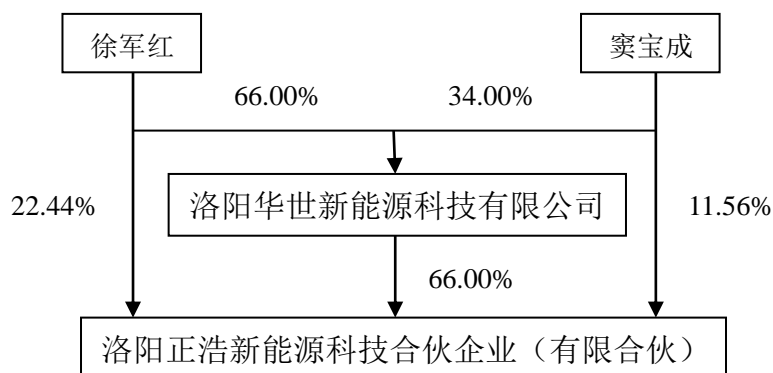 徐军红
窦宝成
66.00%
34.00%
洛阳华世新能源科技有限公司
22.44%
11.56%
66.00%
洛阳正浩新能源科技合伙企业（有限合伙）